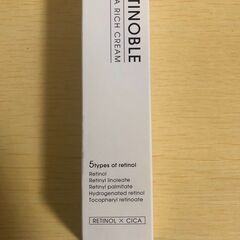 TINOBLE
A RICH CREAM
5types of retinol
Retinol
Retinyl linoleate
Retinyl palmitate
Hydrogenated retinol
Tocopheryl retinoate
RETINOL × CICA